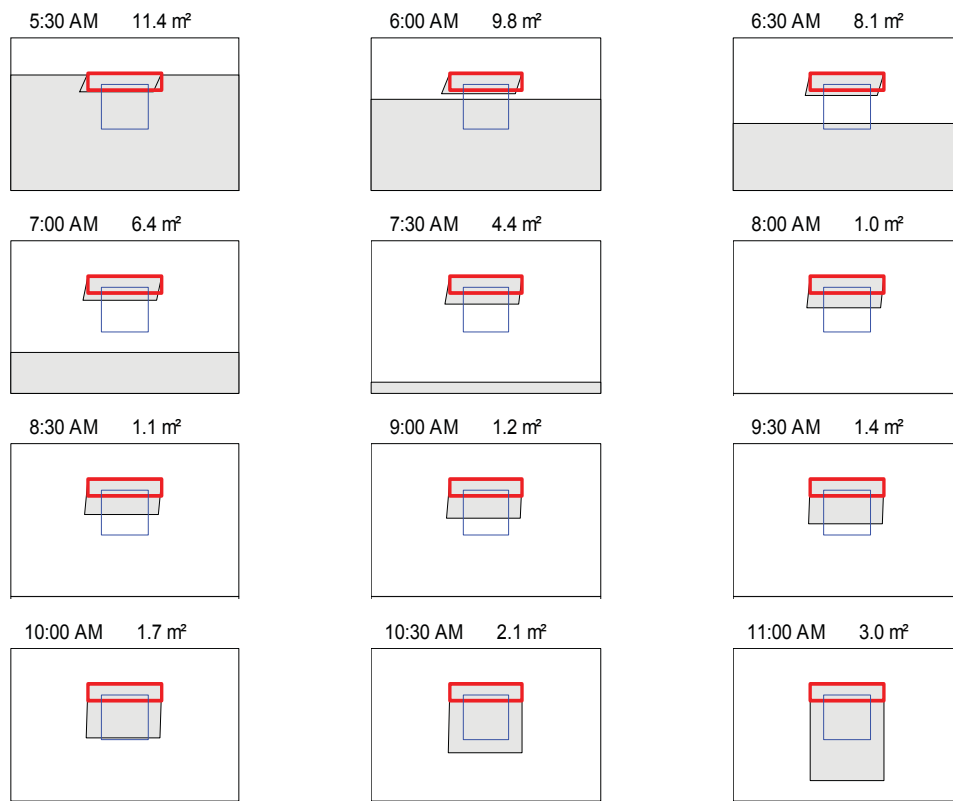 5:30 AM 11.4 m²
6:00 AM 9.8 m²
6:30 AM 8.1 m²
7:00 AM 6.4 m²
7:30 AM 4.4 m²
8:00 AM 1.0 m²
8:30 AM 1.1 m²
9:00 AM 1.2 m²
9:30 AM 1.4 m²
10:00 AM 1.7 m²
10:30 AM 2.1 m²
11:00 AM 3.0 m²